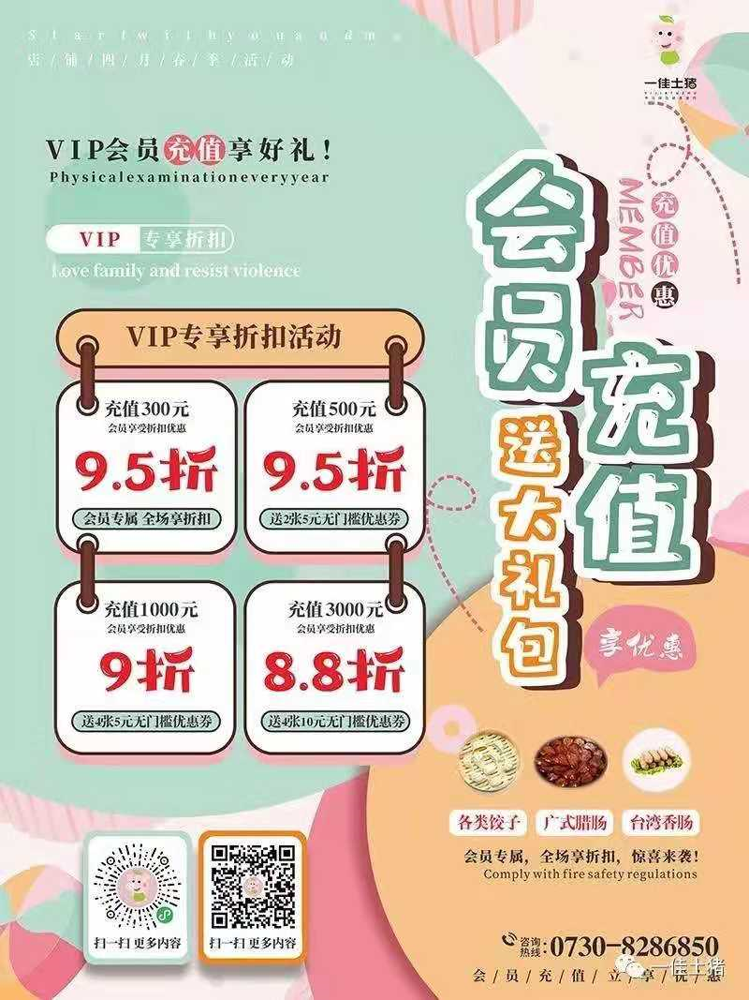 Startwithyouandme
店/铺/四/月/春/季/活/动
一佳土猪
VIP会员充值享好礼!
Physicalexaminationeveryyear
VIP 专享折扣
Love family and resist violence
充值优惠
MEMBER
会员
充值
送大礼包
享优惠
VIP专享折扣活动
充值300元
会员享受折扣优惠
9.5折
会员专属 全场享折扣
充值500元
会员享受折扣优惠
9.5折
送2张5元无门槛优惠券
充值1000元
会员享受折扣优惠
9折
送4张5元无门槛优惠券
充值3000元
会员享受折扣优惠
8.8折
送4张10元无门槛优惠券
各类饺子 广式腊肠 台湾香肠
会员专属，全场享折扣，惊喜来袭!
Comply with fire safety regulations
扫一扫 更多内容
扫一扫 更多内容
咨询热线: 0730-8286850
会/员/充/值/立/享/优/惠
一佳土猪